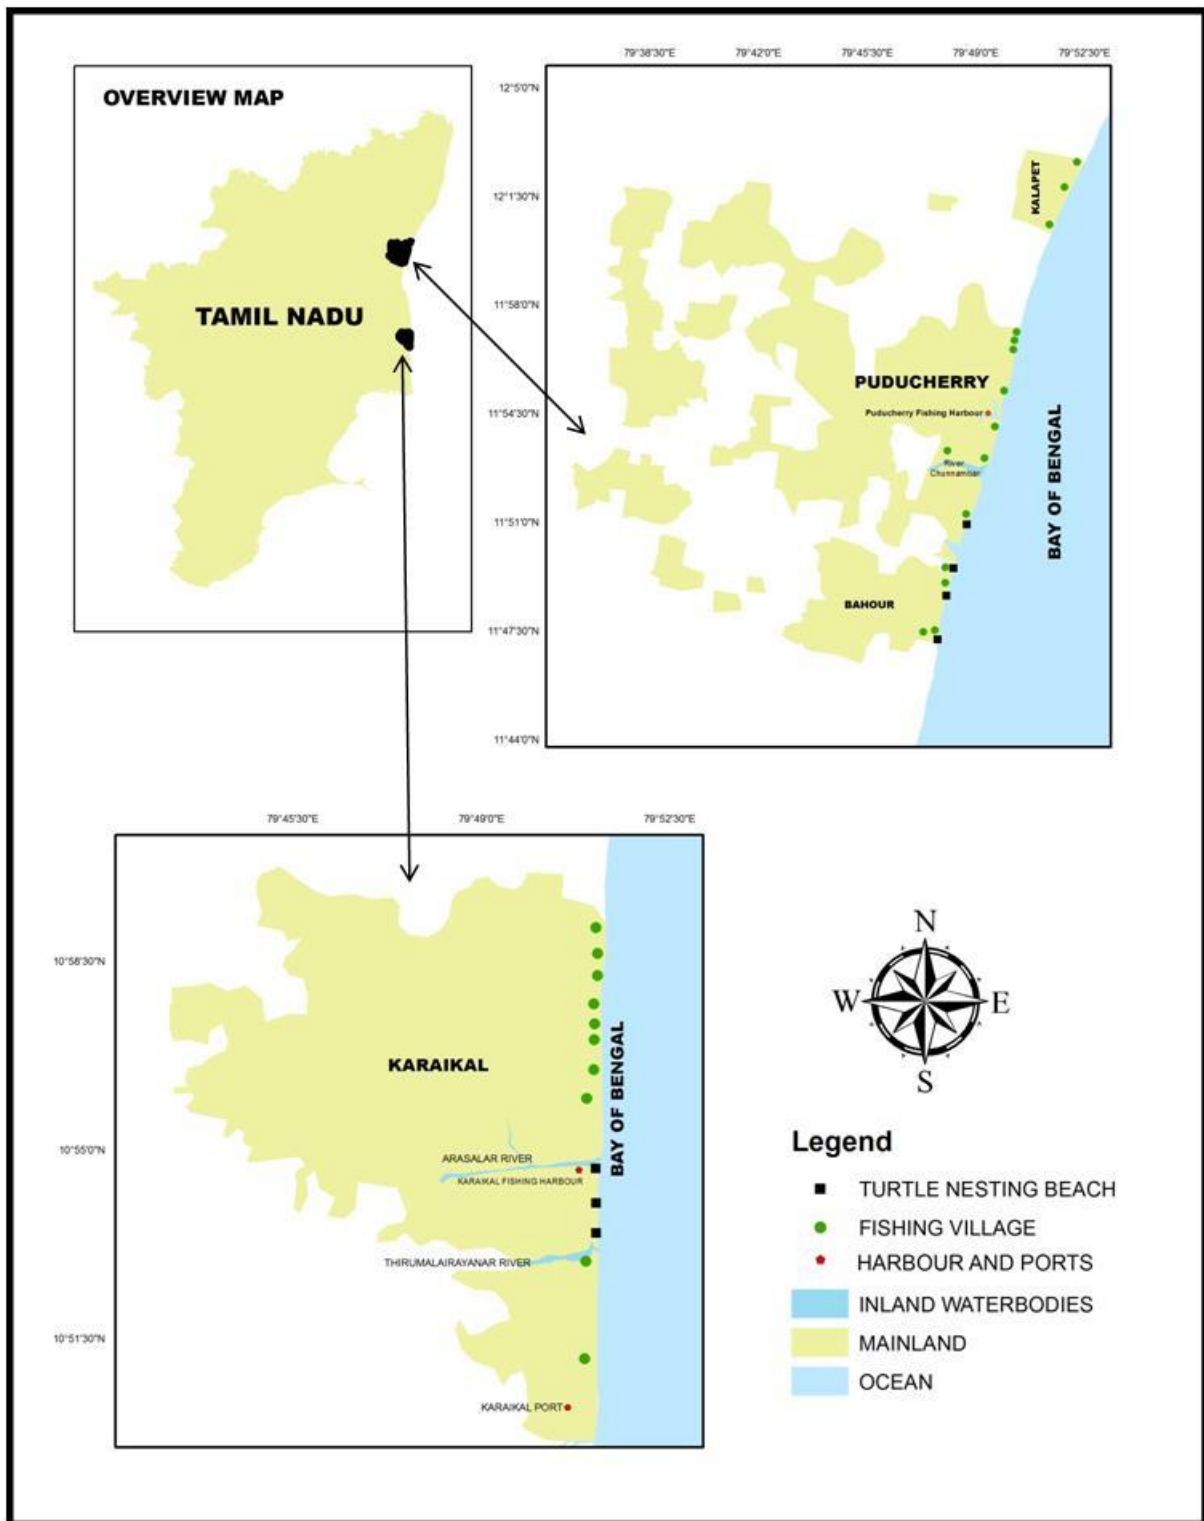 OVERVIEW MAP
TAMIL NADU
79°38'30"E
79°42'0"E
79°45'30"E
79°49'0"E
79°52'30"E
12°5'0"N
12°1'30"N
11°58'0"N
11°54'30"N
11°51'0"N
11°47'30"N
11°44'0"N
KALAPET
PUDUCHERRY
Puducherry Fishing Harbour
River
Chunnambar
BAHOUR
BAY OF BENGAL
79°45'30"E
79°49'0"E
79°52'30"E
10°58'30"N
10°55'0"N
10°51'30"N
KARAIKAL
BAY OF BENGAL
ARASALAR RIVER
KARAIKAL FISHING HARBOUR
THIRUMALAIRAYANAR RIVER
KARAIKAL PORT
N
W
E
S
Legend
TURTLE NESTING BEACH
FISHING VILLAGE
HARBOUR AND PORTS
INLAND WATERBODIES
MAINLAND
OCEAN